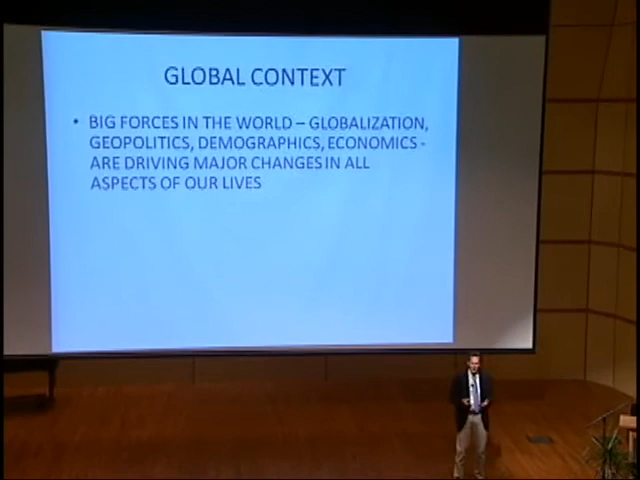 GLOBAL CONTEXT
• BIG FORCES IN THE WORLD – GLOBALIZATION,
GEOPOLITICS, DEMOGRAPHICS, ECONOMICS -
ARE DRIVING MAJOR CHANGES IN ALL
ASPECTS OF OUR LIVES